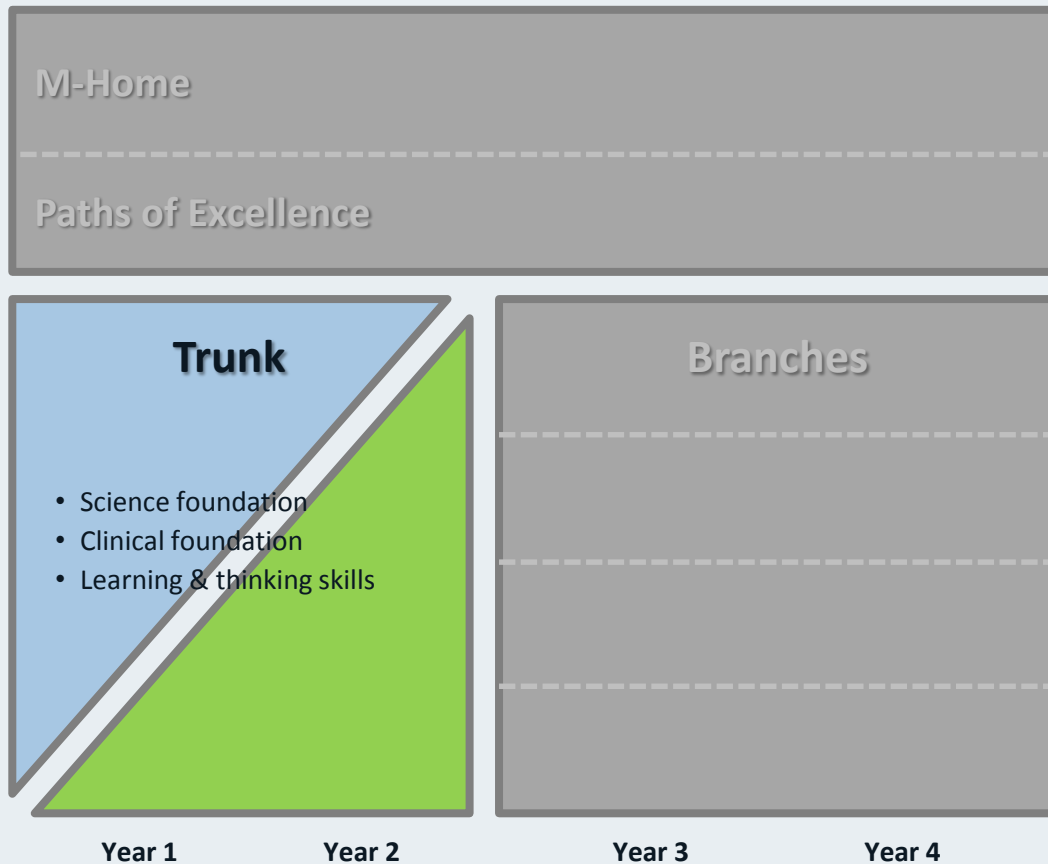 M-Home
Paths of Excellence
Trunk
• Science foundation
• Clinical foundation
• Learning & thinking skills
Branches
Year 1 Year 2 Year 3 Year 4